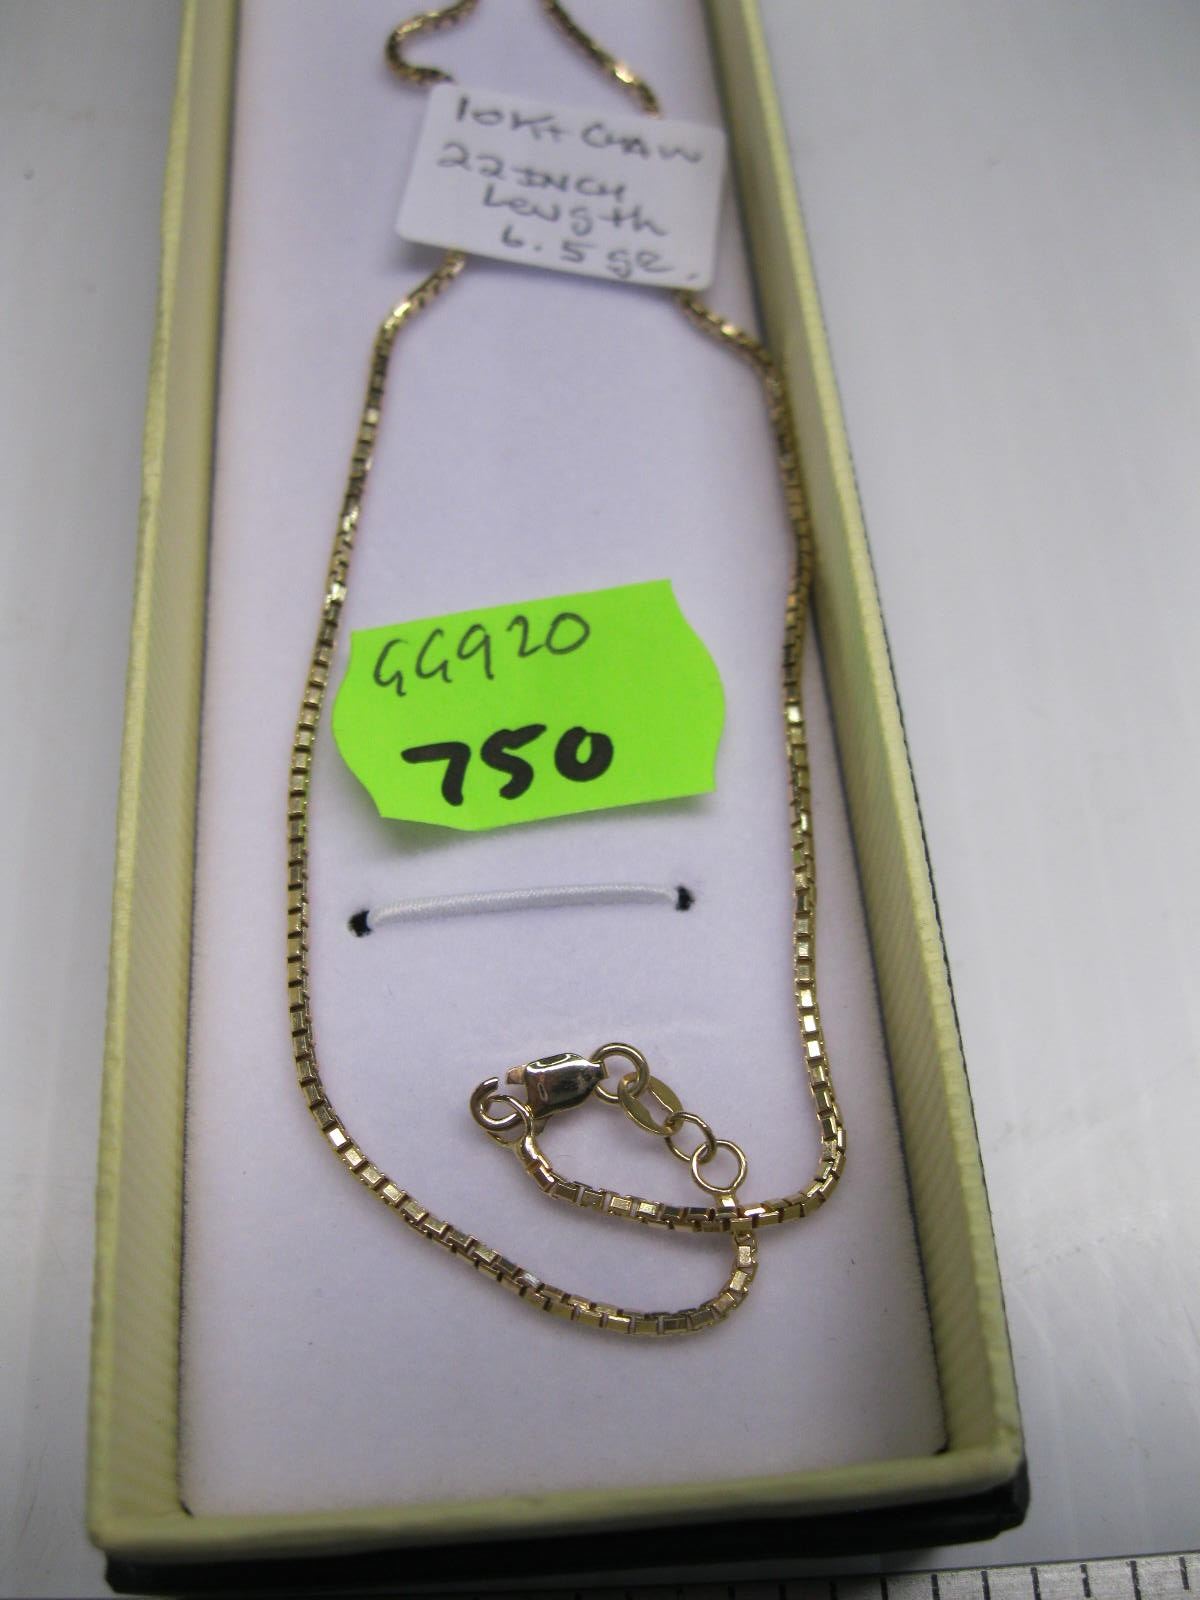 10Kt CHAIN
22 INCH
Length
6.5 gr.
GG920
750